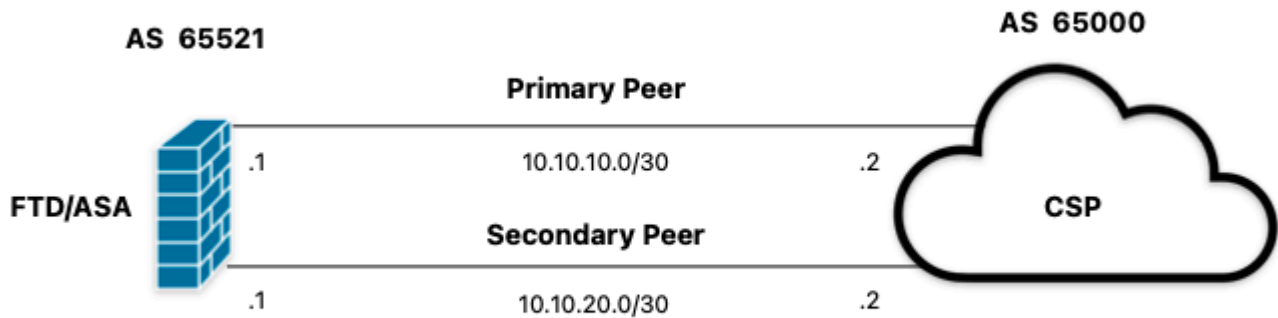 AS 65521
AS 65000
Primary Peer
.1
10.10.10.0/30
.2
FTD/ASA
CSP
Secondary Peer
.1
10.10.20.0/30
.2